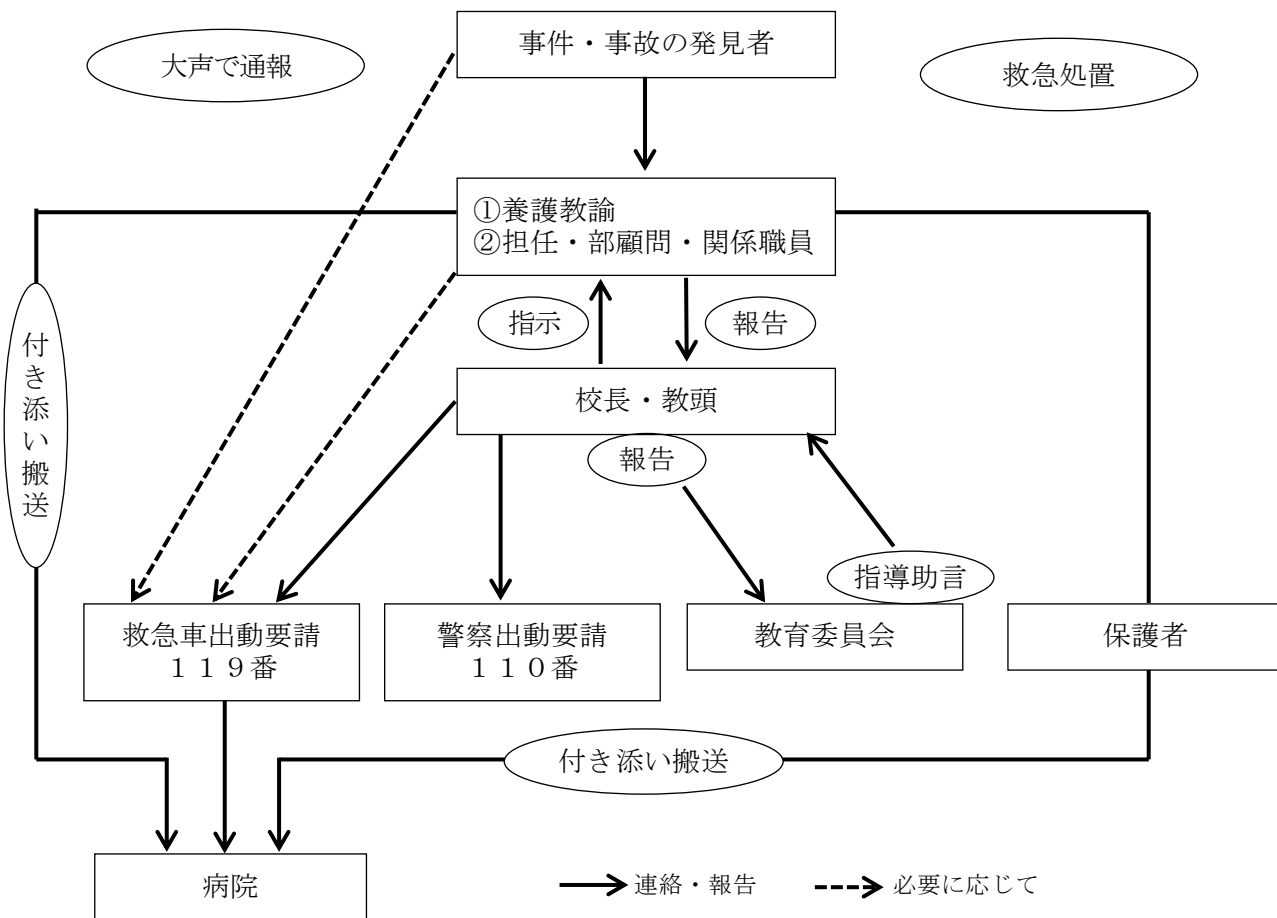 事件・事故の発見者
大声で通報
救急処置
①養護教諭
②担任・部顧問・関係職員
指示
報告
付き添い搬送
校長・教頭
報告
指導助言
救急車出動要請
１１９番
警察出動要請
１１０番
教育委員会
保護者
付き添い搬送
病院
連絡・報告
必要に応じて